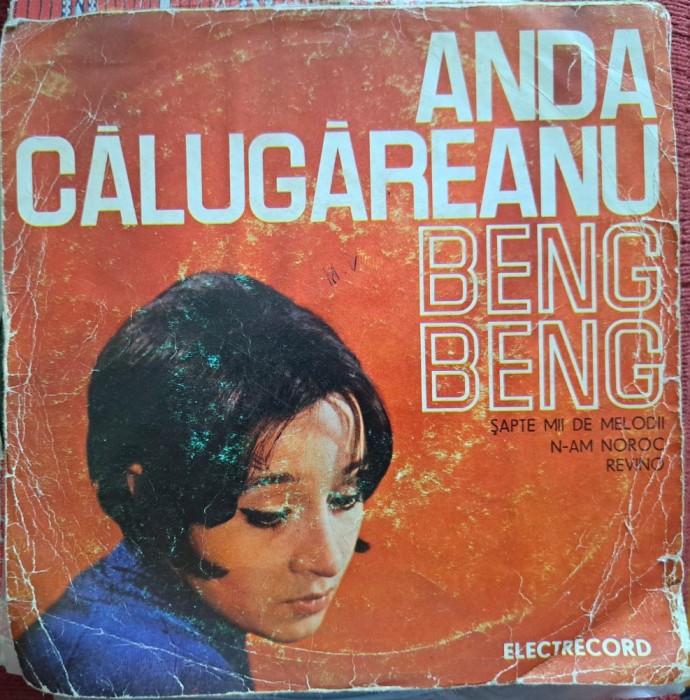 ANDA
CĂLUGĂREANU
BENG
BENG
ŞAPTE MII DE MELODII
N-AM NOROC
REVINO
ELECTRECORD